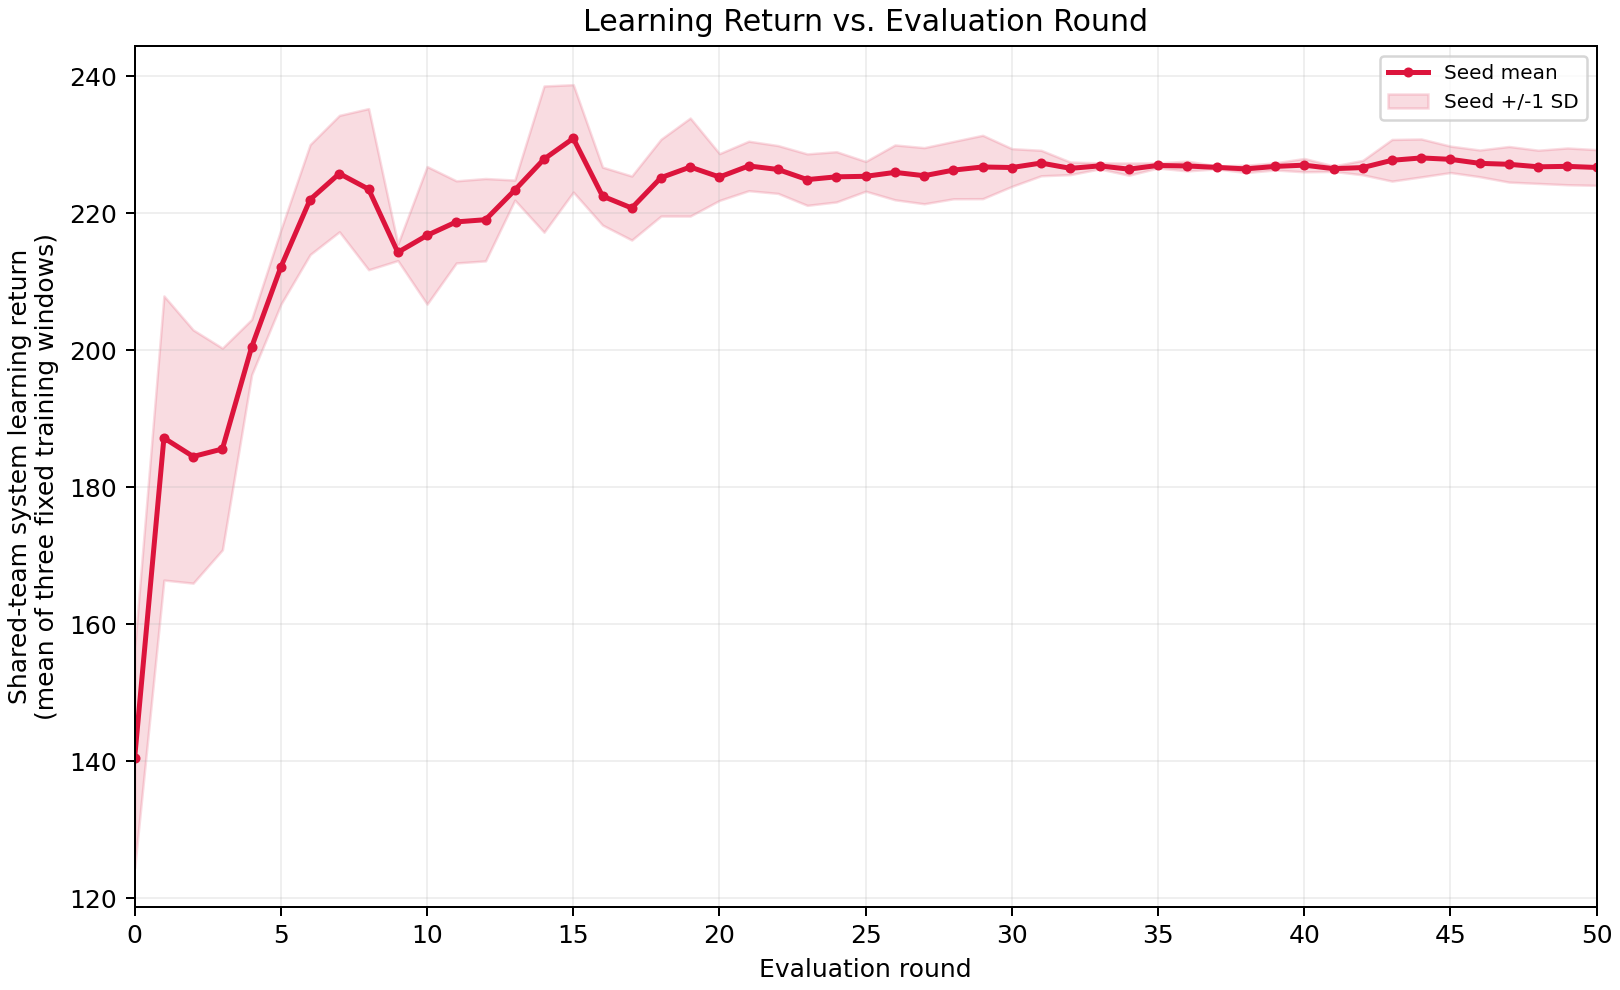 Learning Return vs. Evaluation Round
Shared-team system learning return
(mean of three fixed training windows)
240
220
200
180
160
140
120
Seed mean
Seed +/-1 SD
0 5 10 15 20 25 30 35 40 45 50
Evaluation round